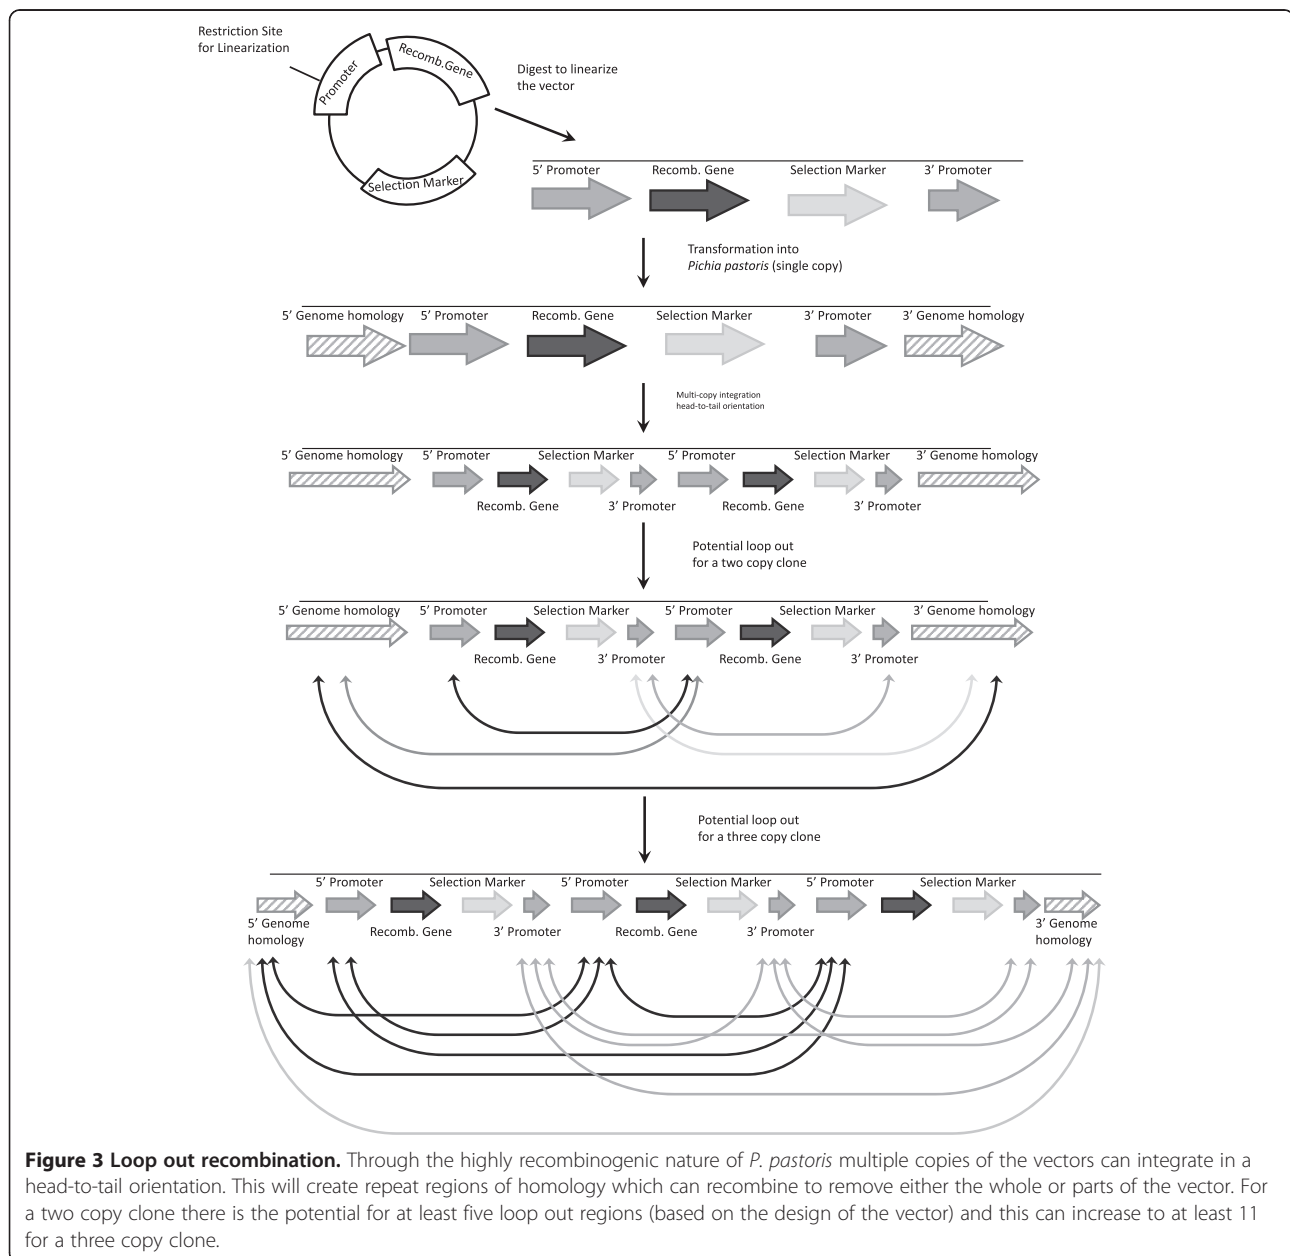 Restriction Site
for Linearization
Promoter
Recomb.Gene
Selection Marker
Digest to linearize
the vector
5’ Promoter Recomb. Gene Selection Marker 3’ Promoter
Transformation into
Pichia pastoris (single copy)
5’ Genome homology 5’ Promoter Recomb. Gene Selection Marker 3’ Promoter 3’ Genome homology
Multi-copy integration
head-to-tail orientation
5’ Genome homology 5’ Promoter Selection Marker 5’ Promoter Selection Marker 3’ Genome homology
Recomb. Gene 3’ Promoter Recomb. Gene 3’ Promoter
Potential loop out
for a two copy clone
5’ Genome homology 5’ Promoter Selection Marker 5’ Promoter Selection Marker 3’ Genome homology
Recomb. Gene 3’ Promoter Recomb. Gene 3’ Promoter
Potential loop out
for a three copy clone
5’ Promoter Selection Marker 5’ Promoter Selection Marker 5’ Promoter Selection Marker
5’ Genome
homology
Recomb. Gene 3’ Promoter Recomb. Gene 3’ Promoter
3’ Genome
homology
Figure 3 Loop out recombination. Through the highly recombinogenic nature of P. pastoris multiple copies of the vectors can integrate in a
head-to-tail orientation. This will create repeat regions of homology which can recombine to remove either the whole or parts of the vector. For
a two copy clone there is the potential for at least five loop out regions (based on the design of the vector) and this can increase to at least 11
for a three copy clone.